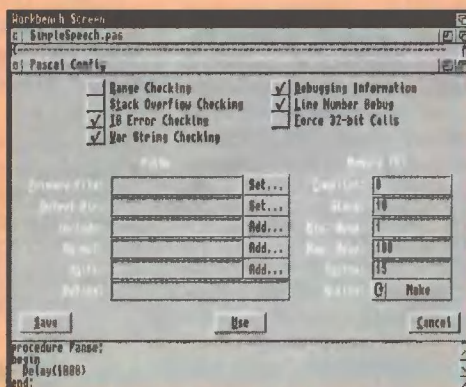 Workbench Screen
SimpleSpeech.pas
Pascal Config
Range Checking
Stack Overflow Checking
IO Error Checking
Var String Checking
Debugging Information
Line Number Debug
Force 32-bit Calls
Primary File: Set...
Set...
Add...
Add...
Add...
0
10
1
100
15
Make
Save Use Cancel
procedure Pause;
begin
Delay(1000)
end;